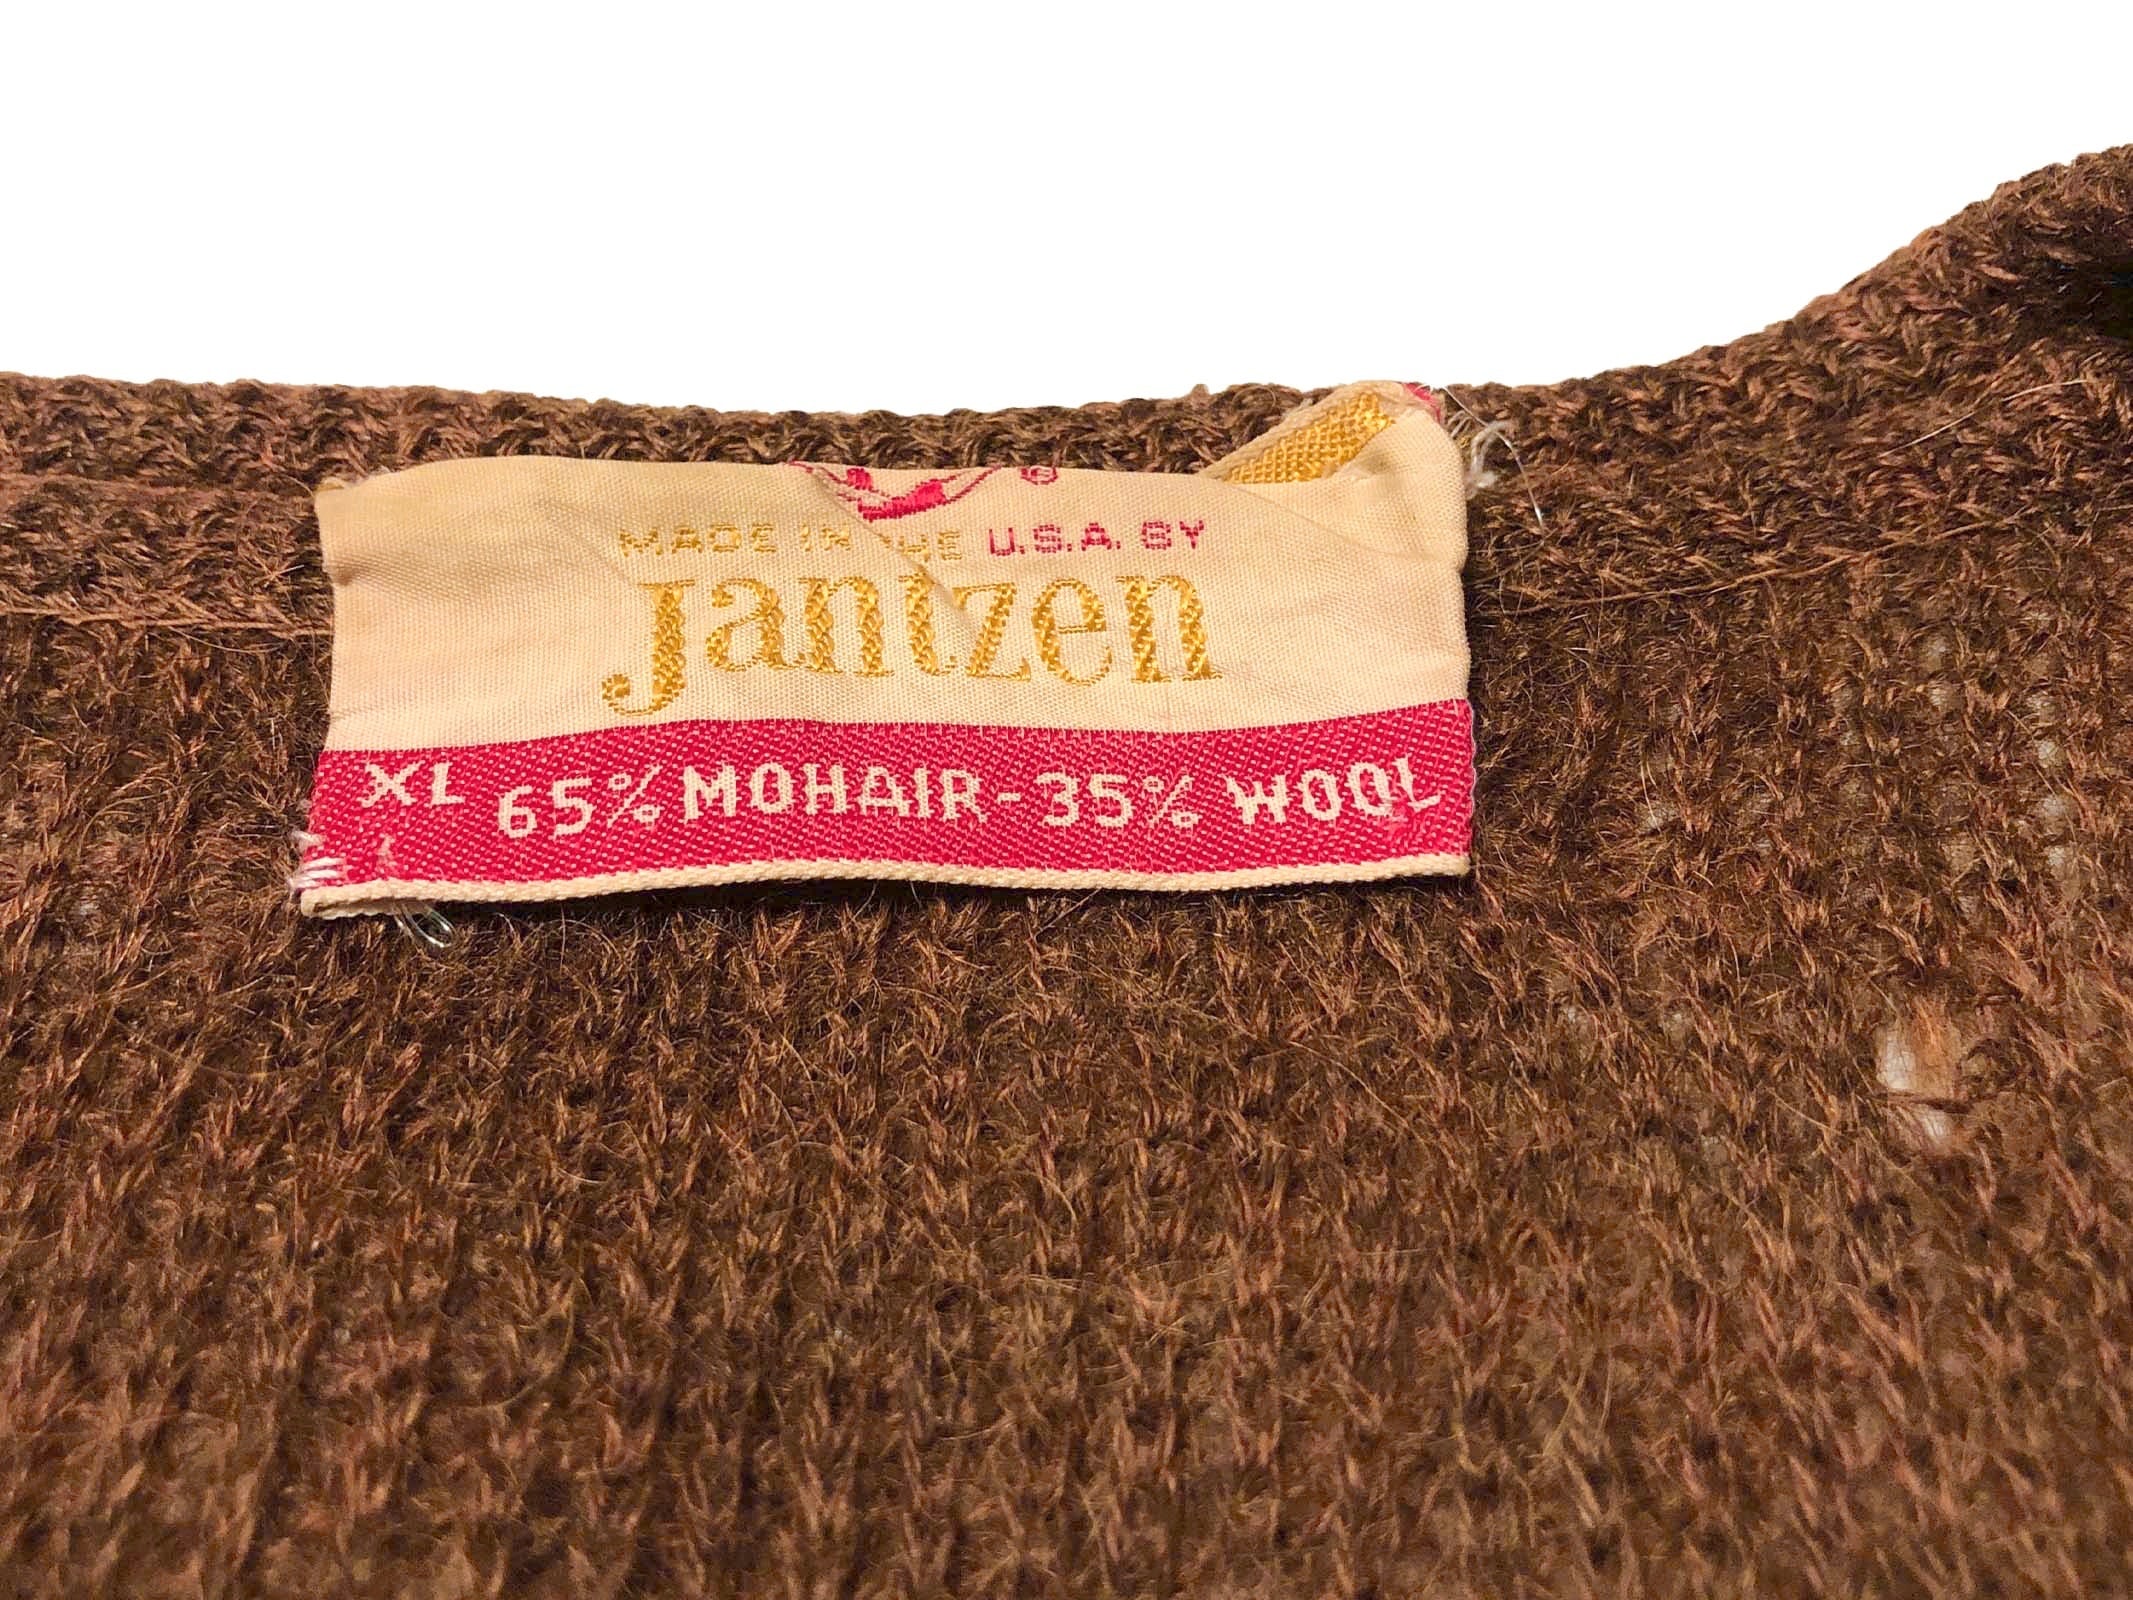 ®
MADE IN THE U.S.A. BY
Jantzen
XL 65% MOHAIR - 35% WOOL